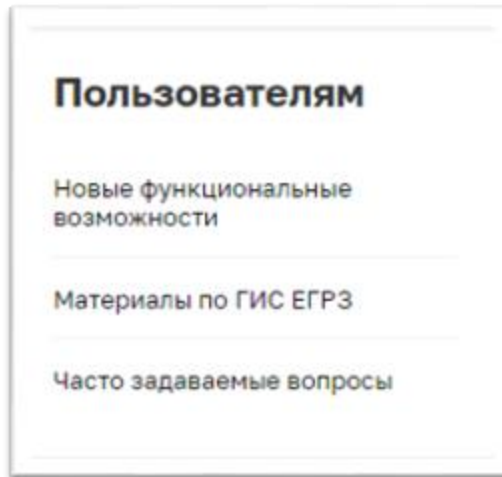 Пользователям
Новые функциональные
возможности
Материалы по ГИС ЕГРЗ
Часто задаваемые вопросы